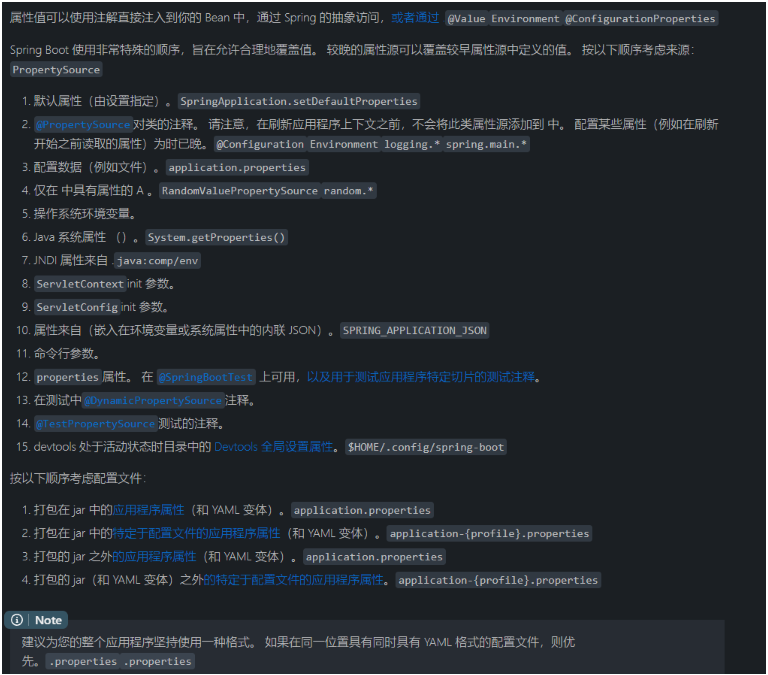 属性值可以使用注解直接注入到你的 Bean 中，通过 Spring 的抽象访问，或者通过 @Value Environment @ConfigurationProperties
Spring Boot 使用非常特殊的顺序，旨在允许合理地覆盖值。 较晚的属性源可以覆盖较早属性源中定义的值。 按以下顺序考虑来源：
PropertySource
1. 默认属性（由设置指定）。SpringApplication.setDefaultProperties
2. @PropertySource对类的注释。 请注意，在刷新应用程序上下文之前，不会将此类属性源添加到 中。 配置某些属性（例如在刷新
开始之前读取的属性）为时已晚。@Configuration Environment logging.* spring.main.*
3. 配置数据（例如文件）。application.properties
4. 仅在 中具有属性的 A 。RandomValuePropertySource random.*
5. 操作系统环境变量。
6. Java 系统属性 （）。System.getProperties()
7. JNDI 属性来自 .java:comp/env
8. ServletContext init 参数。
9. ServletConfig init 参数。
10. 属性来自（嵌入在环境变量或系统属性中的内联 JSON）。SPRING_APPLICATION_JSON
11. 命令行参数。
12. properties属性。 在 @SpringBootTest 上可用，以及用于测试应用程序特定切片的测试注释。
13. 在测试中@DynamicPropertySource注释。
14. @TestPropertySource测试的注释。
15. devtools 处于活动状态时目录中的 Devtools 全局设置属性。$HOME/.config/spring-boot
按以下顺序考虑配置文件：
1. 打包在 jar 中的应用程序属性（和 YAML 变体）。application.properties
2. 打包在 jar 中的特定于配置文件的应用程序属性（和 YAML 变体）。application-{profile}.properties
3. 打包的 jar 之外的应用程序属性（和 YAML 变体）。application.properties
4. 打包的 jar（和 YAML 变体）之外的特定于配置文件的应用程序属性。application-{profile}.properties
Note
建议为您的整个应用程序坚持使用一种格式。 如果在同一位置具有同时具有 YAML 格式的配置文件，则优
先。.properties .properties